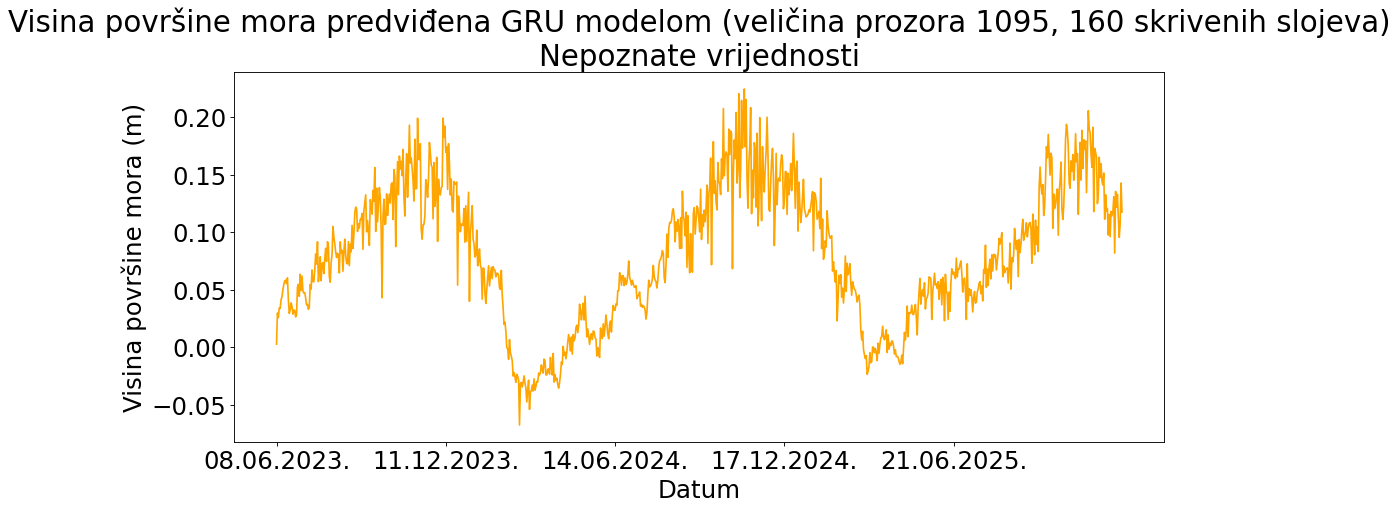 Visina površine mora predviđena GRU modelom (veličina prozora 1095, 160 skrivenih slojeva)
Nepoznate vrijednosti
Visina površine mora (m)
0.20
0.15
0.10
0.05
0.00
−0.05
08.06.2023. 11.12.2023. 14.06.2024. 17.12.2024. 21.06.2025.
Datum